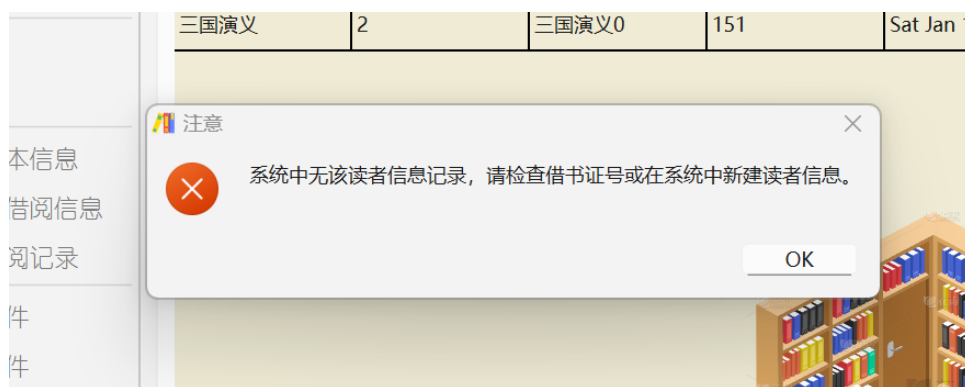 三国演义 2 三国演义0 151 Sat Jan
注意
系统中无该读者信息记录，请检查借书证号或在系统中新建读者信息。
OK
本信息
借阅信息
阅记录
件
件